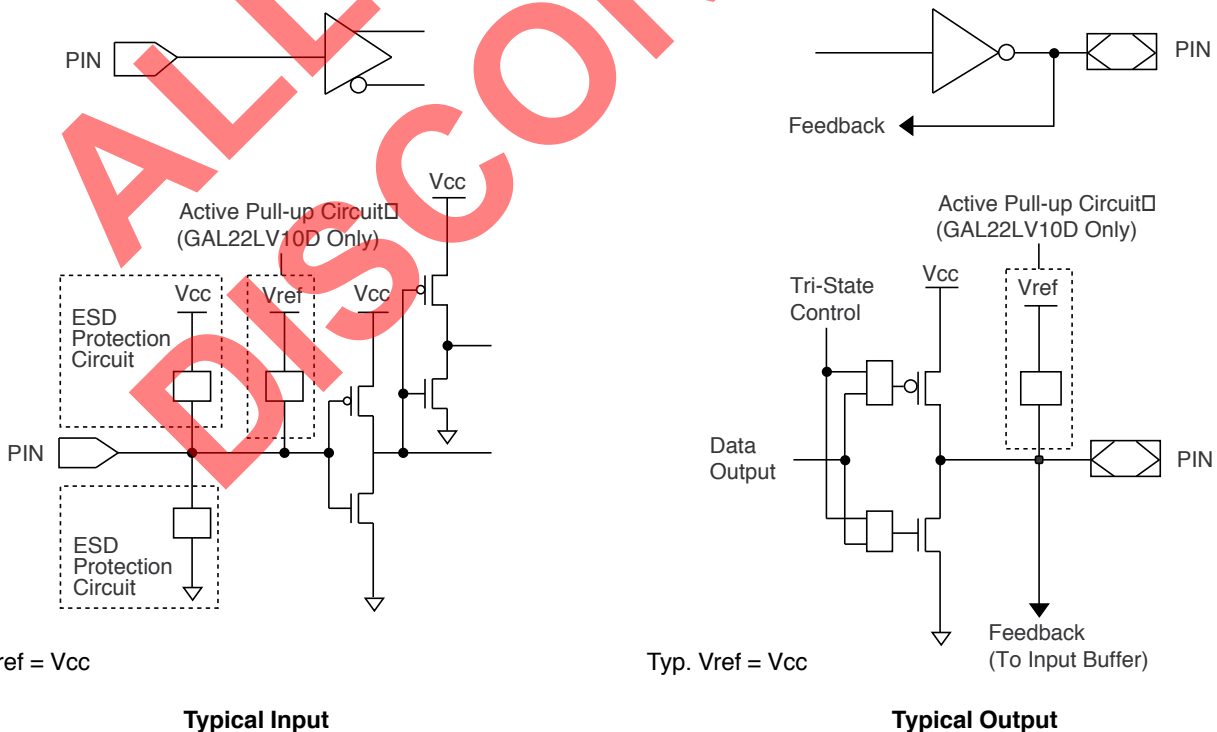 PIN
PIN
Feedback
ALL
DISCON
Vcc
Active Pull-up Circuit
(GAL22LV10D Only)
Vcc
Vref
Vcc
ESD
Protection
Circuit
PIN
ESD
Protection
Circuit
ref = Vcc
Typical Input
Active Pull-up Circuit
(GAL22LV10D Only)
Tri-State
Control
Vcc
Vref
Data
Output
PIN
Feedback
(To Input Buffer)
Typ. Vref = Vcc
Typical Output